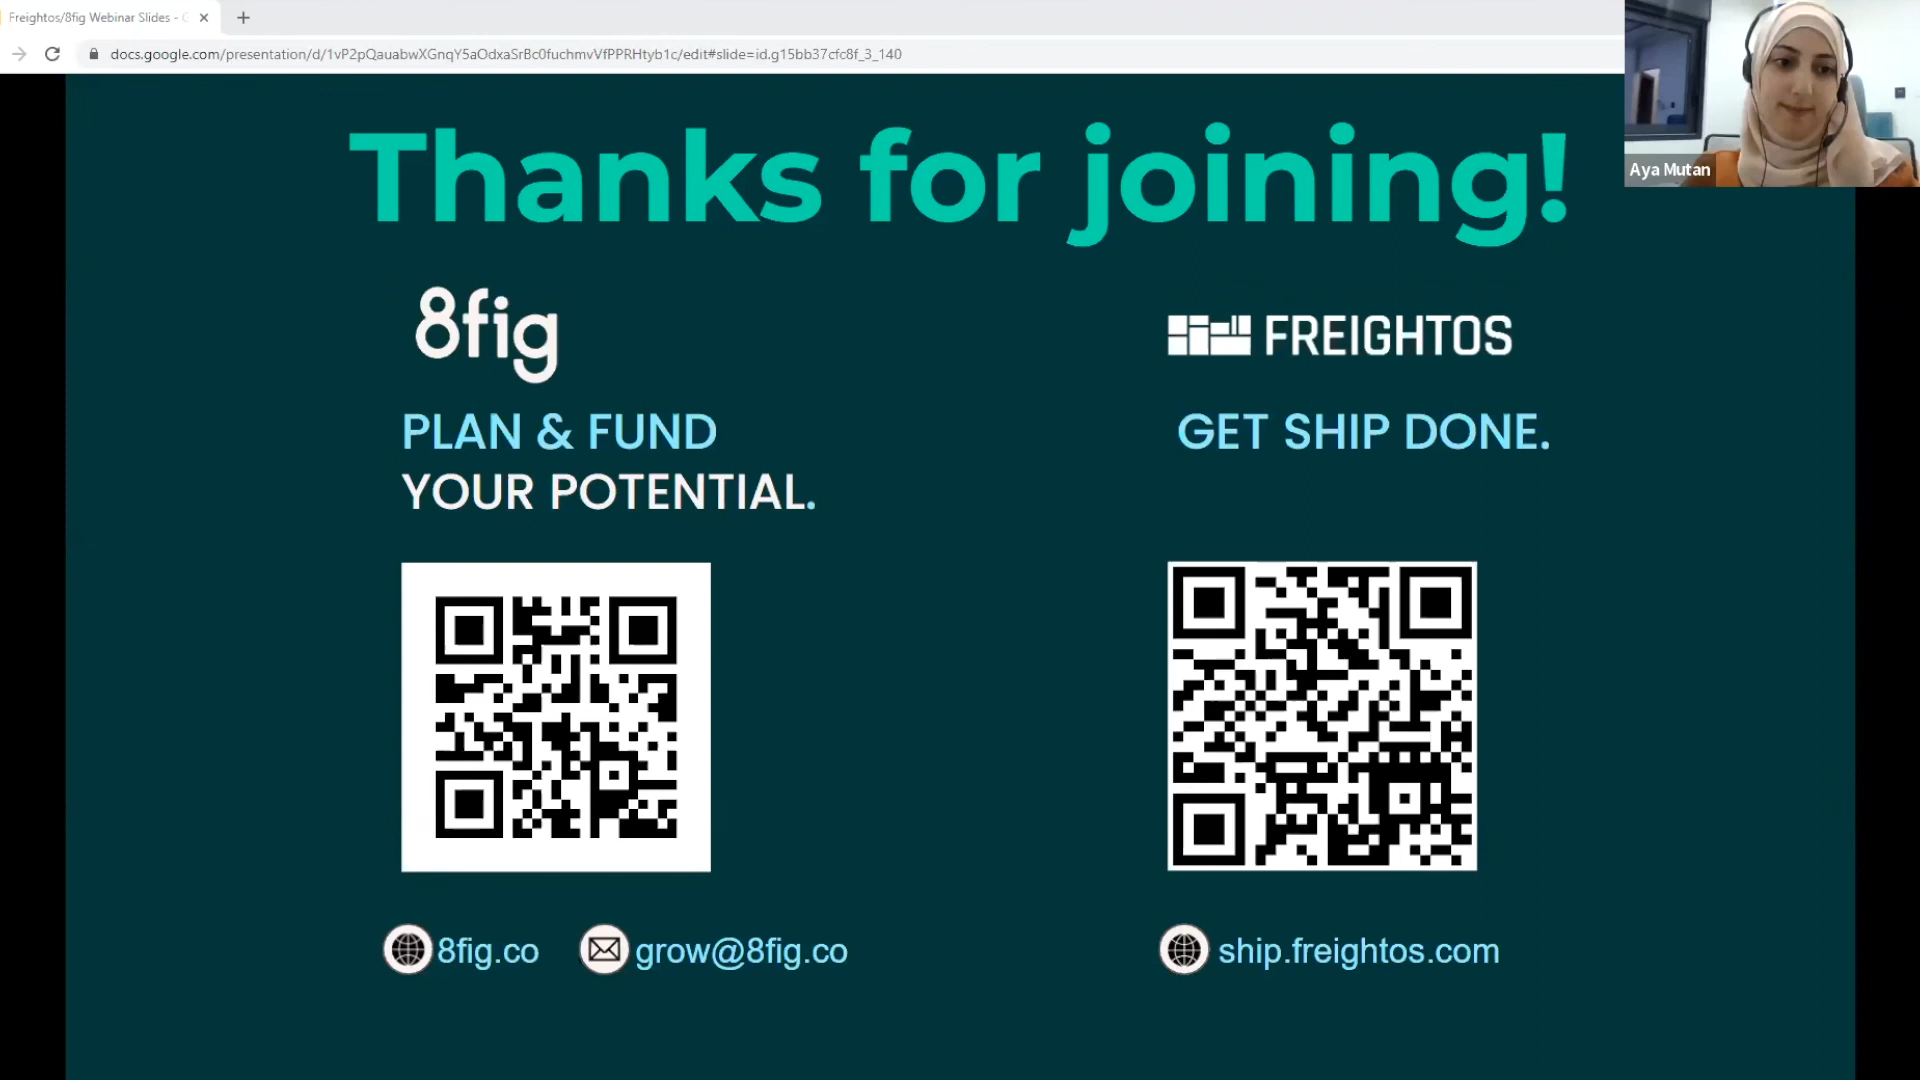 Freightos/8fig Webinar Slides - G
docs.google.com/presentation/d/1vP2pQauabwXGnqY5aOdxaSrBc0fuchmvVfPPRHtyb1c/edit#slide=id.g15bb37cfc8f_3_140
Aya Mutan
Thanks for joining!
8fig
PLAN & FUND
YOUR POTENTIAL.
8fig.co
grow@8fig.co
FREIGHTOS
GET SHIP DONE.
ship.freightos.com